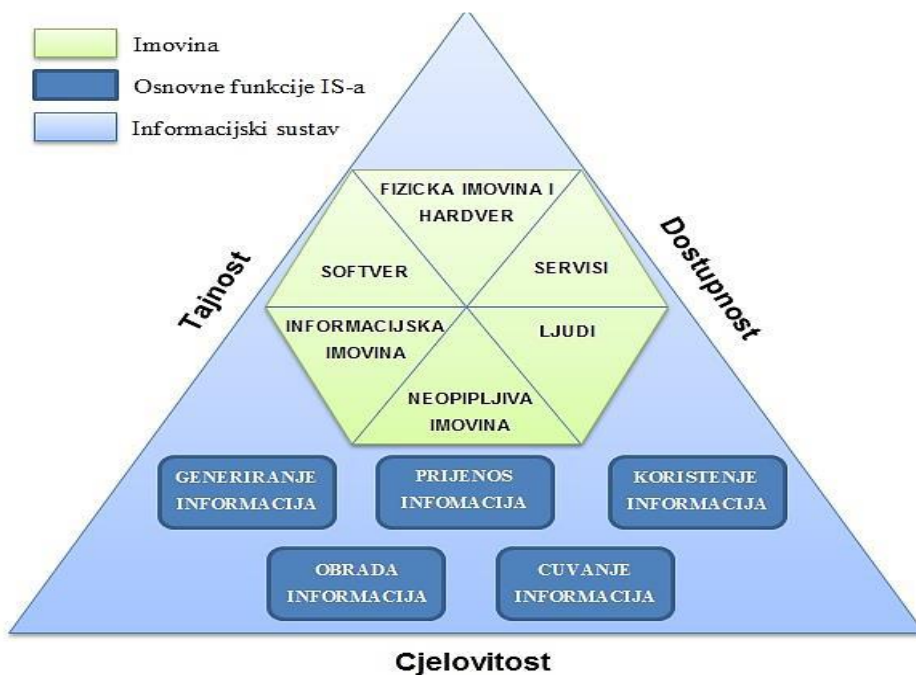 Imovina
Osnovne funkcije IS-a
Informacijski sustav
FIZICKA IMOVINA I
HARDVER
SOFTVER
SERVISI
INFORMACIJSKA
IMOVINA
LJUDI
NEOPIPLJIVA
IMOVINA
Tajnost
Dostupnost
GENERIRANJE
INFORMACIJA
PRIJENOS
INFOMACIJA
KORISTENJE
INFORMACIJA
OBRADA
INFORMACIJA
CUVANJE
INFORMACIJA
Cjelovitost